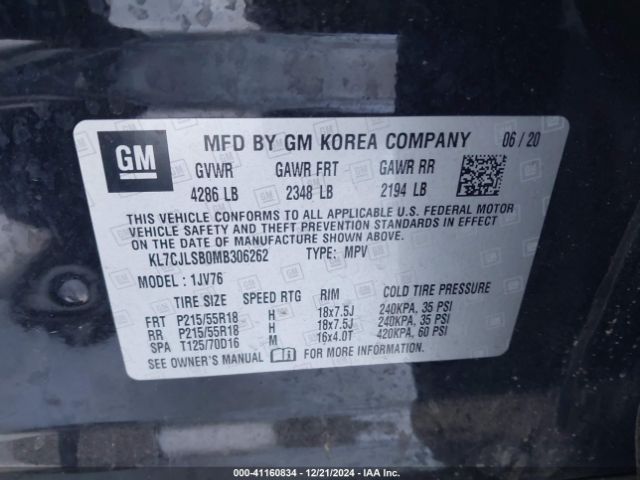 GM
MFD BY GM KOREA COMPANY 06/20
GVWR GAWR FRT GAWR RR
4286 LB 2348 LB 2194 LB
THIS VEHICLE CONFORMS TO ALL APPLICABLE U.S. FEDERAL MOTOR
VEHICLE SAFETY AND THEFT PREVENTION STANDARDS IN EFFECT
ON THE DATE OF MANUFACTURE SHOWN ABOVE.
KL7CJLSB0MB306262 TYPE: MPV
MODEL: 1JV76
TIRE SIZE SPEED RTG RIM COLD TIRE PRESSURE
FRT P215/55R18 H 18x7.5J 240KPA, 35 PSI
RR P215/55R18 H 18x7.5J 240KPA, 35 PSI
SPA T125/70D16 M 16x4.0T 420KPA, 60 PSI
SEE OWNER'S MANUAL FOR MORE INFORMATION.
000-41160834 - 12/21/2024 - IAA Inc.